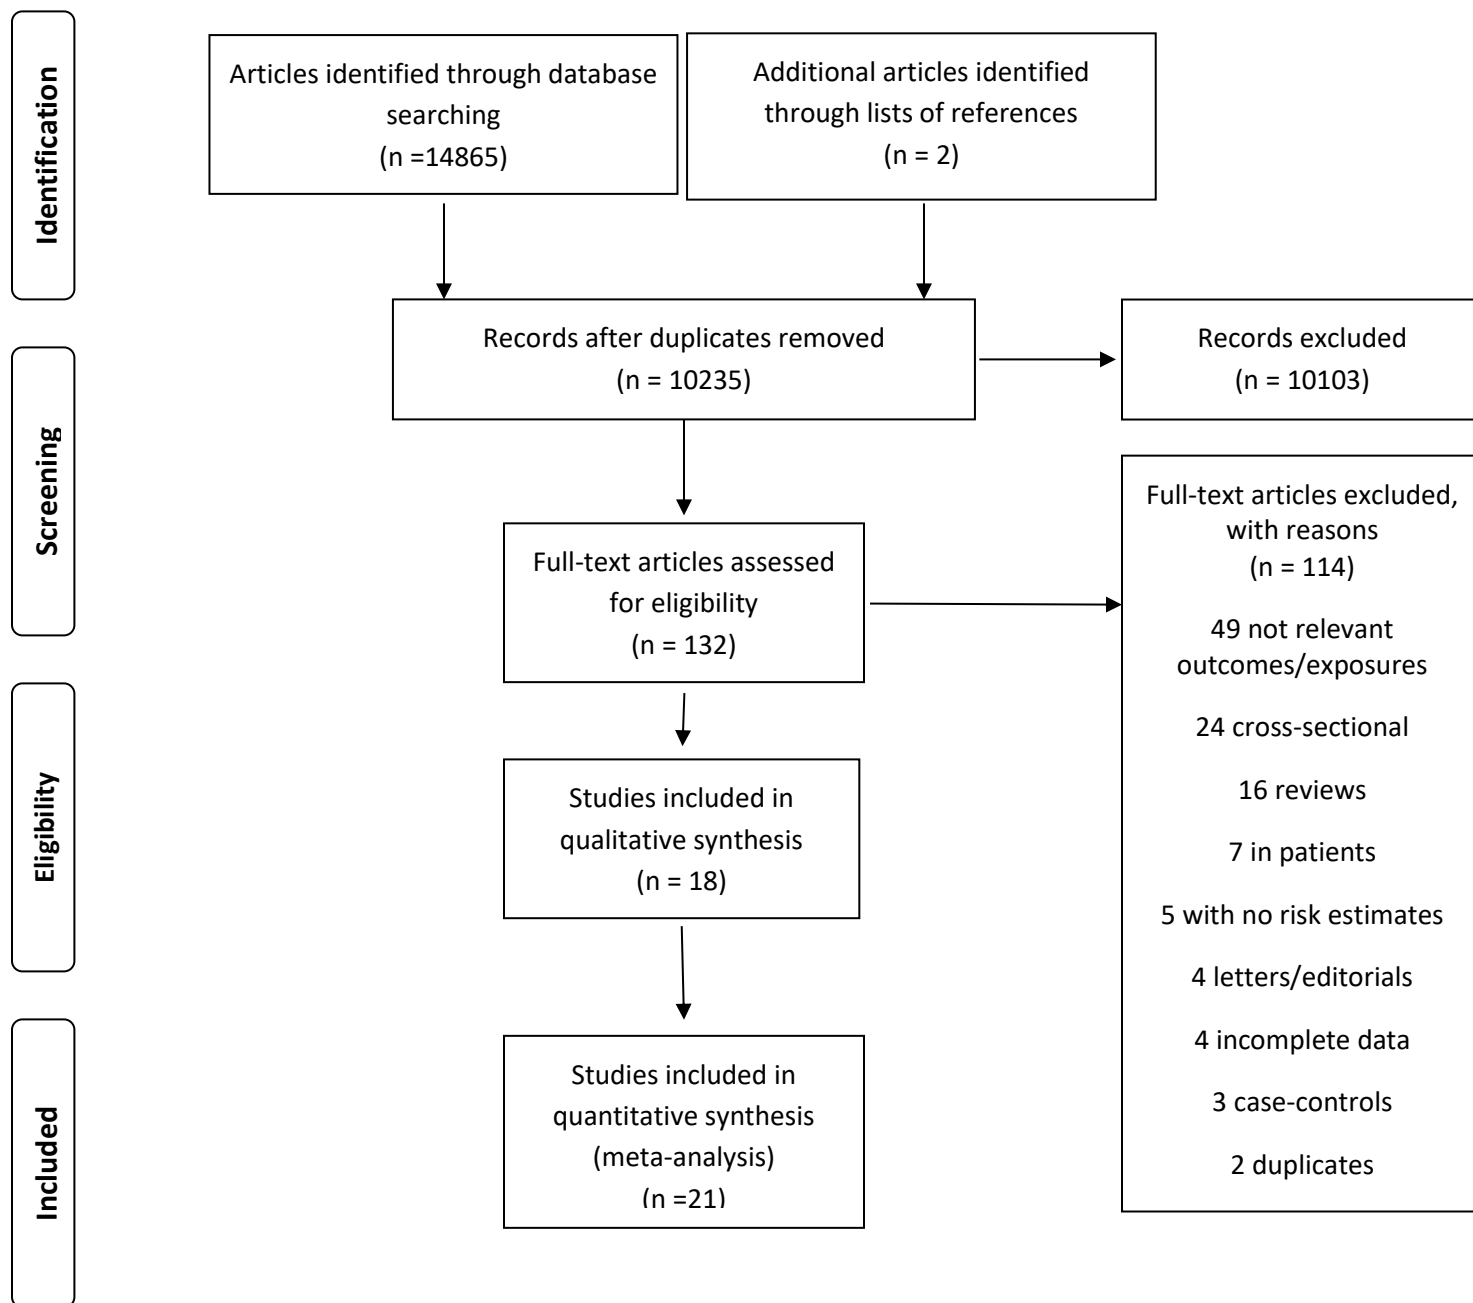 Identification
Articles identified through database
searching
(n =14865)
Additional articles identified
through lists of references
(n = 2)
Records after duplicates removed
(n = 10235)
Records excluded
(n = 10103)
Screening
Full-text articles assessed
for eligibility
(n = 132)
Full-text articles excluded,
with reasons
(n = 114)
49 not relevant
outcomes/exposures
24 cross-sectional
16 reviews
7 in patients
5 with no risk estimates
4 letters/editorials
4 incomplete data
3 case-controls
2 duplicates
Eligibility
Studies included in
qualitative synthesis
(n = 18)
Included
Studies included in
quantitative synthesis
(meta-analysis)
(n =21)